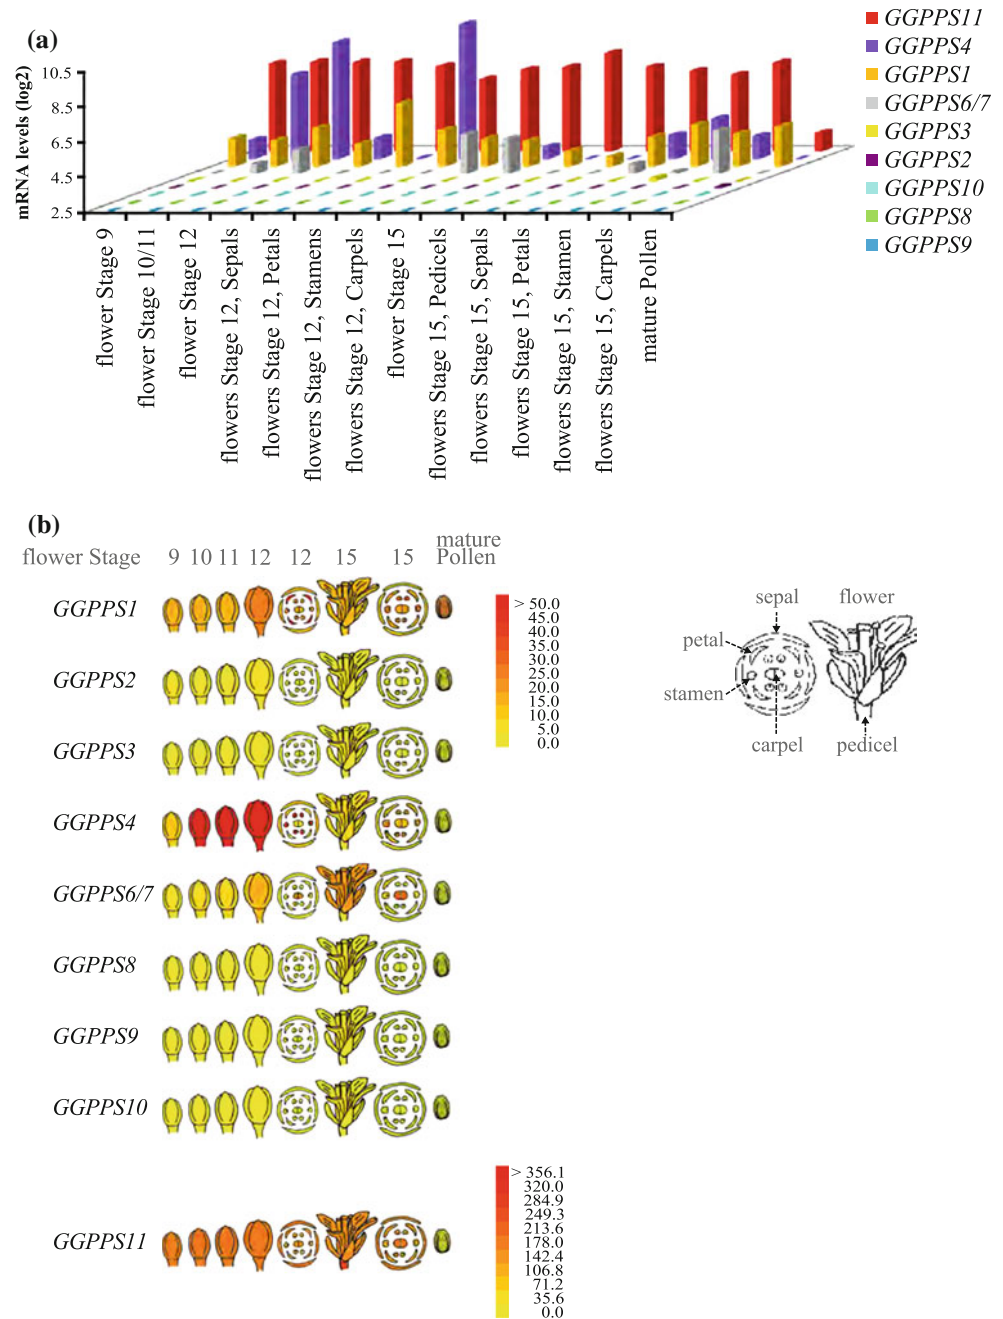 (a)
mRNA levels (log2)
10.5
8.5
6.5
4.5
2.5
flower Stage 9
flower Stage 10/11
flower Stage 12
flowers Stage 12, Sepals
flowers Stage 12, Petals
flowers Stage 12, Stamens
flowers Stage 12, Carpels
flower Stage 15
flowers Stage 15, Pedicels
flowers Stage 15, Sepals
flowers Stage 15, Petals
flowers Stage 15, Stamen
flowers Stage 15, Carpels
mature Pollen
GGPPS11
GGPPS4
GGPPS1
GGPPS6/7
GGPPS3
GGPPS2
GGPPS10
GGPPS8
GGPPS9
(b)
flower Stage 9 10 11 12 12 15 15 mature Pollen
GGPPS1
GGPPS2
GGPPS3
GGPPS4
GGPPS6/7
GGPPS8
GGPPS9
GGPPS10
GGPPS11
> 50.0
45.0
40.0
35.0
30.0
25.0
20.0
15.0
10.0
5.0
0.0
sepal
flower
petal
stamen
carpel
pedicel
> 356.1
320.0
284.9
249.3
213.6
178.0
142.4
106.8
71.2
35.6
0.0